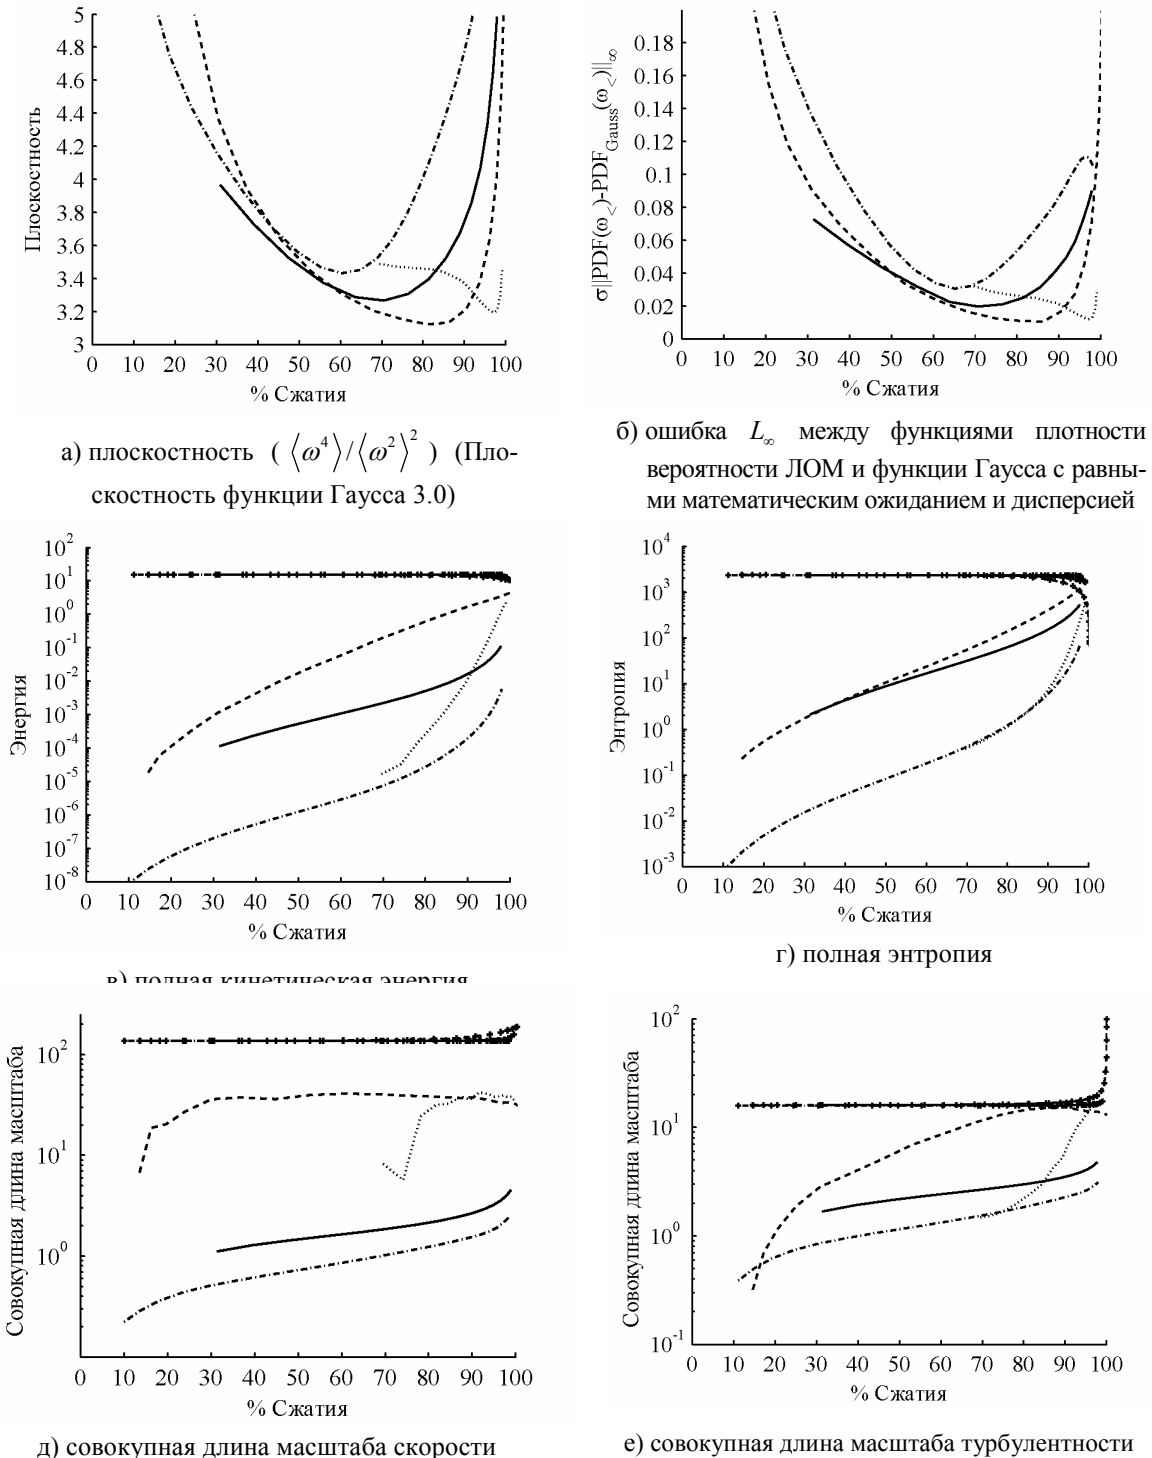 5
4.8
4.6
4.4
4.2
4
3.8
3.6
3.4
3.2
3
Плоскостность
0 10 20 30 40 50 60 70 80 90 100
% Сжатия
0.18
0.16
0.14
0.12
0.1
0.08
0.06
0.04
0.02
0
σ||PDF(ω<)-PDF_Gauss(ω<)||∞
0 10 20 30 40 50 60 70 80 90 100
% Сжатия
а) плоскостность ( ⟨ω⁴⟩/⟨ω²⟩² ) (Пло-
скостность функции Гаусса 3.0)
б) ошибка L∞ между функциями плотности
вероятности ЛОМ и функции Гаусса с равны-
ми математическим ожиданием и дисперсией
10²
10¹
10⁰
10⁻¹
10⁻²
10⁻³
10⁻⁴
10⁻⁵
10⁻⁶
10⁻⁷
10⁻⁸
Энергия
0 10 20 30 40 50 60 70 80 90 100
% Сжатия
10⁴
10³
10²
10¹
10⁰
10⁻¹
10⁻²
10⁻³
Энтропия
0 10 20 30 40 50 60 70 80 90 100
% Сжатия
в) полная кинетическая энергия
г) полная энтропия
10²
10¹
10⁰
Совокупная длина масштаба
0 10 20 30 40 50 60 70 80 90 100
% Сжатия
10²
10¹
10⁰
10⁻¹
Совокупная длина масштаба
0 10 20 30 40 50 60 70 80 90 100
% Сжатия
д) совокупная длина масштаба скорости
е) совокупная длина масштаба турбулентности